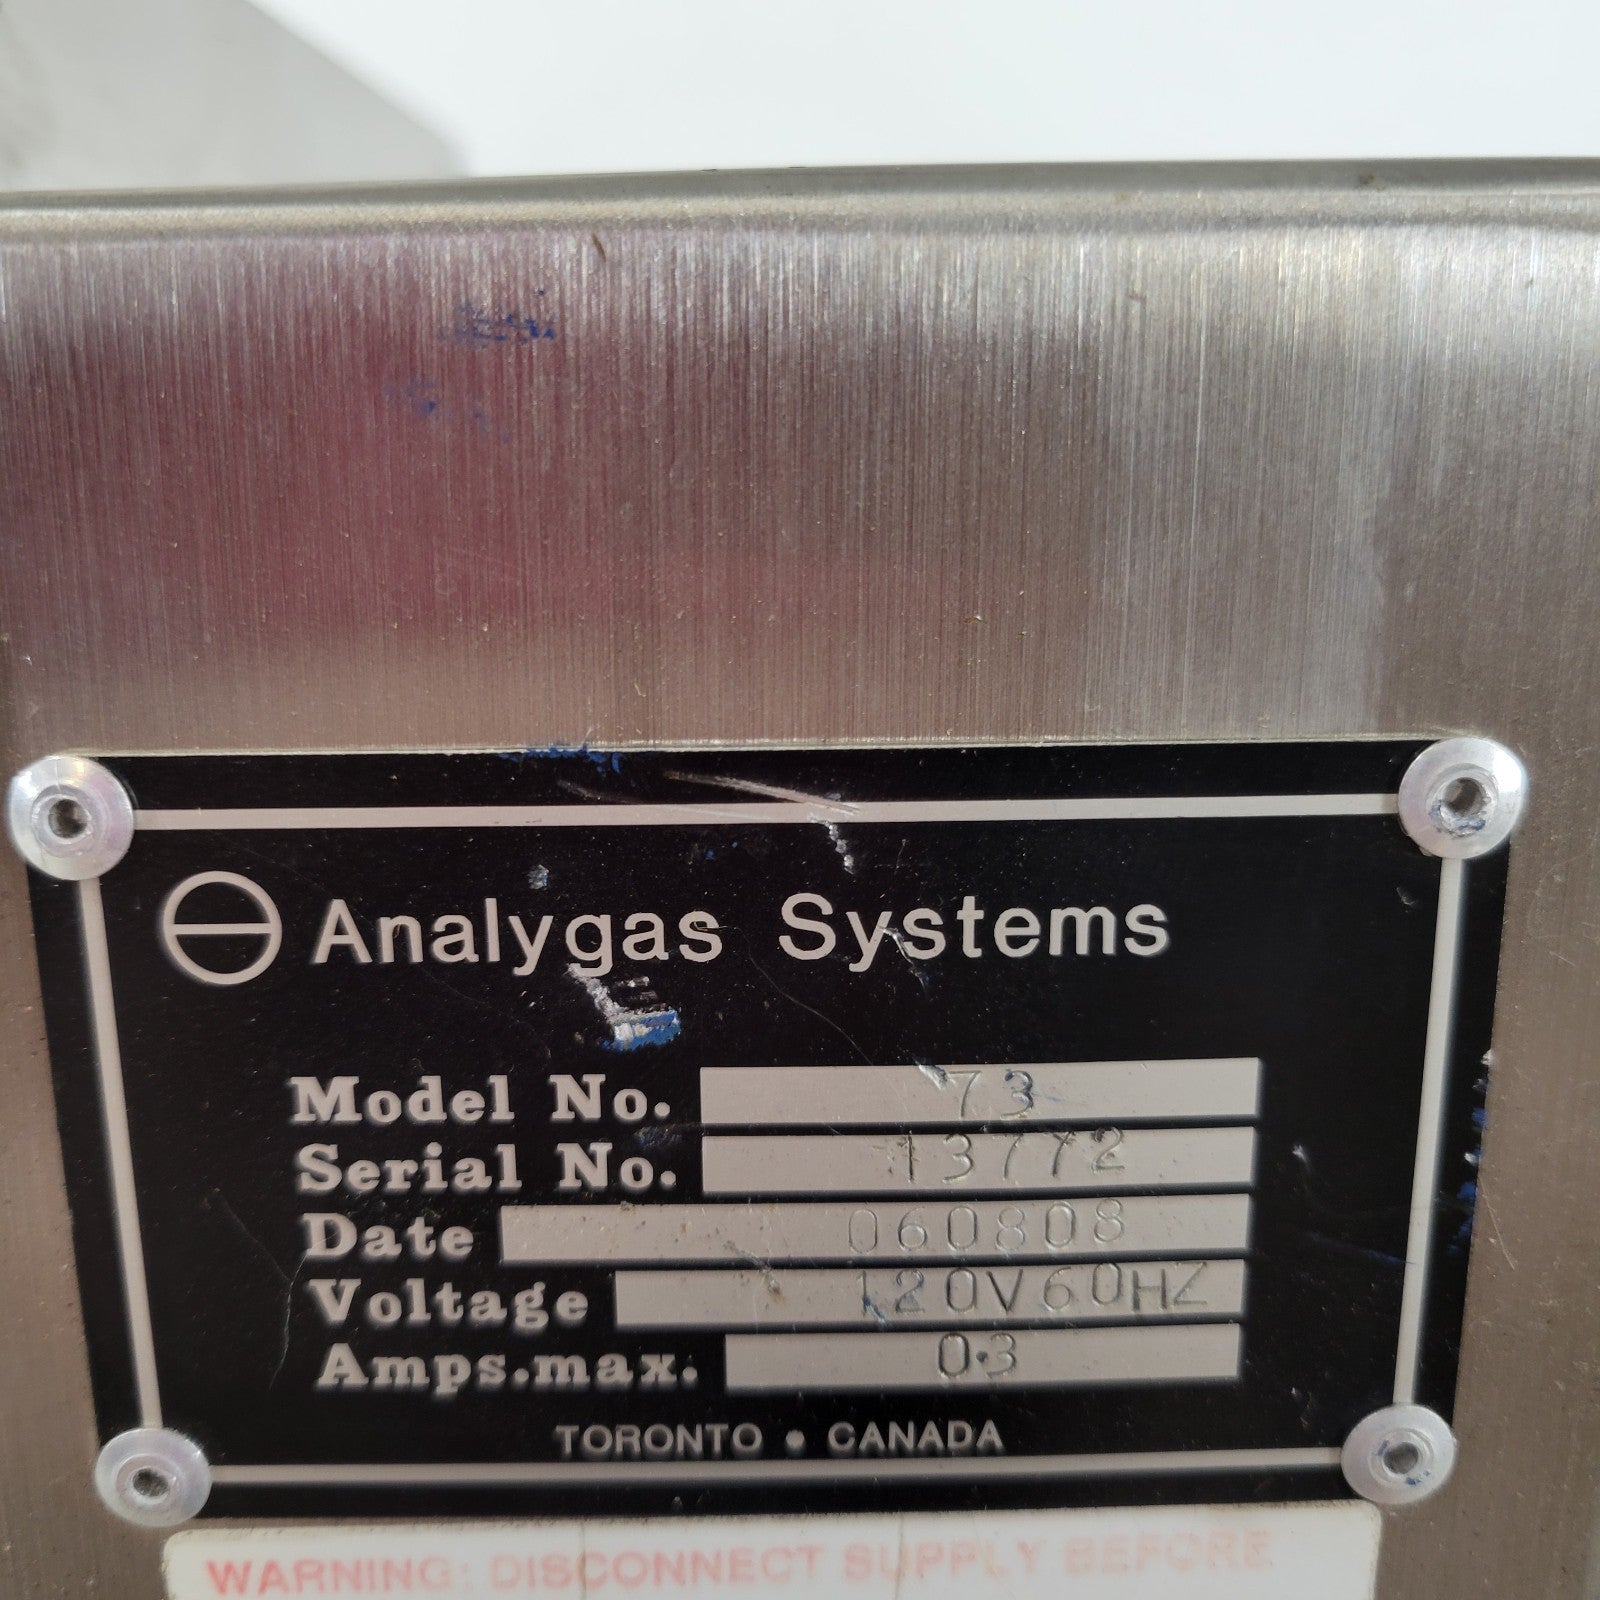 Analygas Systems
Model No. 73
Serial No. 13772
Date 060808
Voltage 120V60HZ
Amps.max. 0.3
TORONTO • CANADA
WARNING: DISCONNECT SUPPLY BEFORE